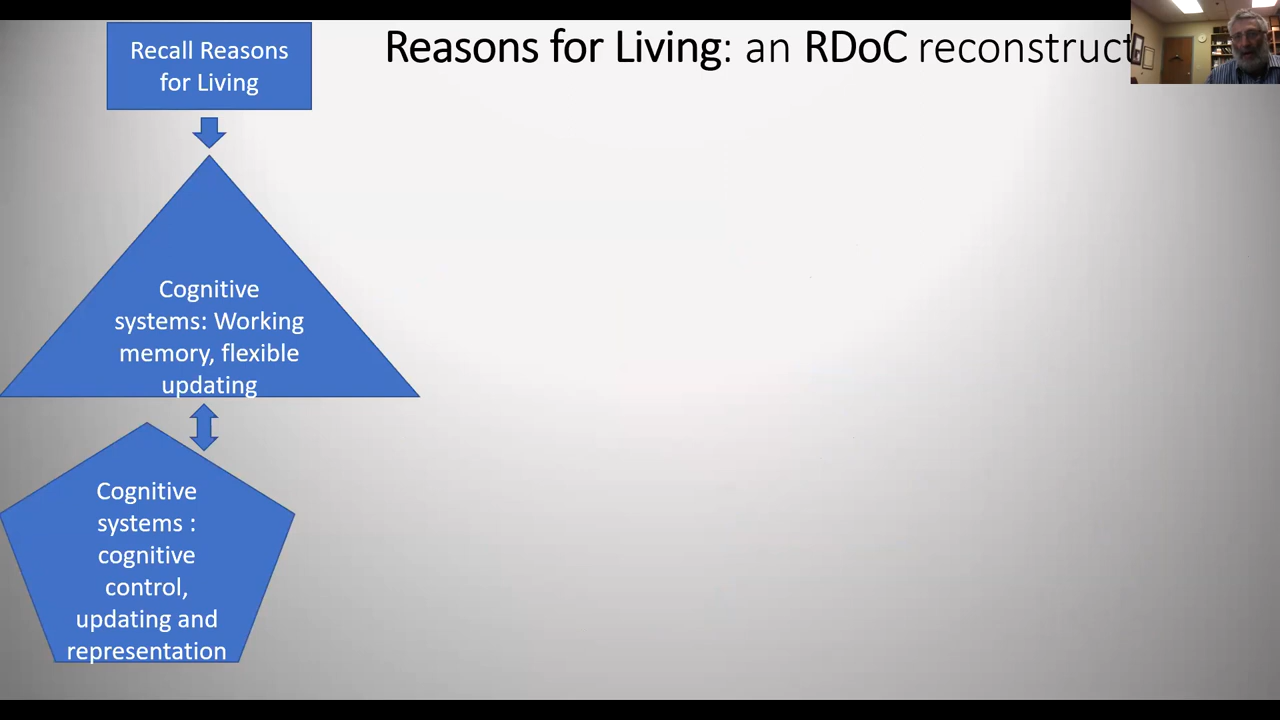 Recall Reasons
for Living
Reasons for Living: an RDoC reconstruct
Cognitive
systems: Working
memory, flexible
updating
Cognitive
systems :
cognitive
control,
updating and
representation